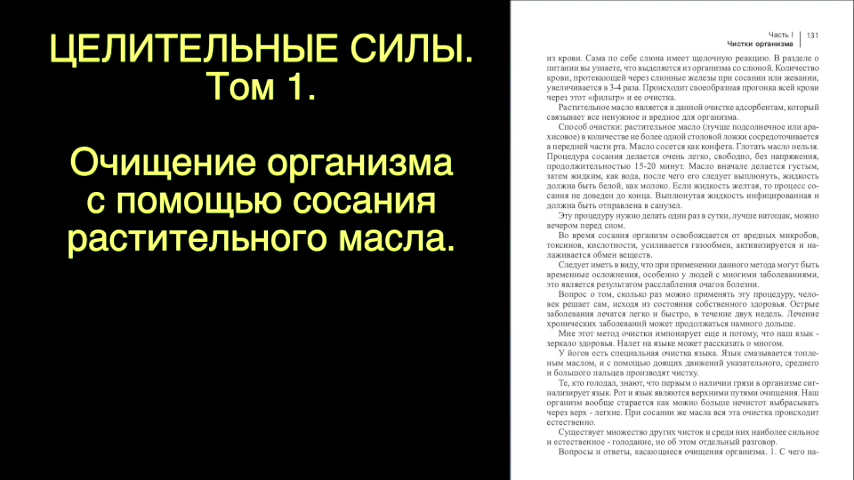 ЦЕЛИТЕЛЬНЫЕ СИЛЫ.
Том 1.
Очищение организма
с помощью сосания
растительного масла.
Часть I 131
Чистки организма
из крови. Сама по себе слюна имеет щелочную реакцию. В разделе о
питании вы узнаете, что выделяется из организма со слюной. Количество
крови, протекающей через слюнные железы при сосании или жевании,
увеличивается в 3-4 раза. Происходит своеобразная прогонка всей крови
через этот «фильтр» и ее очистка.
Растительное масло является в данной очистке адсорбентам, который
связывает все ненужное и вредное для организма.
Способ очистки: растительное масло (лучше подсолнечное или ара-
хисовое) в количестве не более одной столовой ложки сосредоточивается
в передней части рта. Масло сосется как конфета. Глотать масло нельзя.
Процедура сосания делается очень легко, свободно, без напряжения,
продолжительностью 15-20 минут. Масло вначале делается густым,
затем жидким, как вода, после чего его следует выплюнуть, жидкость
должна быть белой, как молоко. Если жидкость желтая, то процесс со-
сания не доведен до конца. Выплюнутая жидкость инфицированная и
должна быть отправлена в санузел.
Эту процедуру нужно делать один раз в сутки, лучше натощак, можно
вечером перед сном.
Во время сосания организм освобождается от вредных микробов,
токсинов, кислотности, усиливается газообмен, активизируется и на-
лаживается обмен веществ.
Следует иметь в виду, что при применении данного метода могут быть
временные осложнения, особенно у людей с многими заболеваниями,
это является результатом расслабления очагов болезни.
Вопрос о том, сколько раз можно применять эту процедуру, чело-
век решает сам, исходя из состояния собственного здоровья. Острые
заболевания лечатся легко и быстро, в течение двух недель. Лечение
хронических заболеваний может продолжаться намного дольше.
Мне этот метод очистки импонирует еще и потому, что наш язык -
зеркало здоровья. Налет на языке может рассказать о многом.
У йогов есть специальная очистка языка. Язык смазывается топле-
ным маслом, и с помощью доящих движений указательного, среднего
и большого пальцев производят чистку.
Те, кто голодал, знают, что первым о наличии грязи в организме сиг-
нализирует язык. Рот и язык являются верхними путями очищения. Наш
организм вообще старается как можно больше нечистот выбрасывать
через верх - легкие. При сосании же масла вся эта очистка происходит
естественно.
Существует множество других чисток и среди них наиболее сильное
и естественное - голодание, но об этом отдельный разговор.
Вопросы и ответы, касающиеся очищения организма. 1. С чего на-